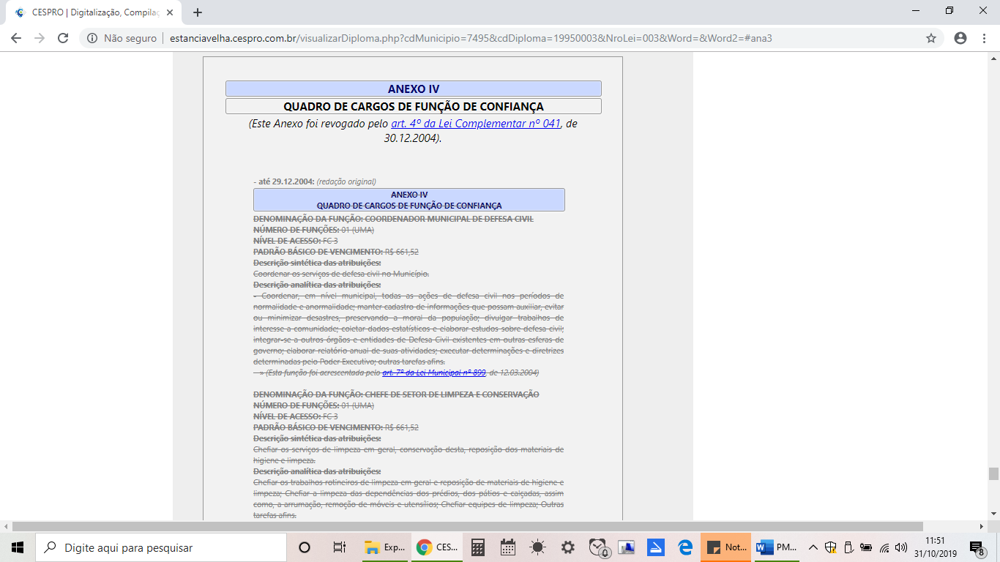 CESPRO | Digitalização, Compilaç
Não seguro
estanciavelha.cespro.com.br/visualizarDiploma.php?cdMunicipio=7495&cdDiploma=19950003&NroLei=003&Word=&Word2=#ana3
ANEXO IV
QUADRO DE CARGOS DE FUNÇÃO DE CONFIANÇA
(Este Anexo foi revogado pelo art. 4º da Lei Complementar nº 041, de
30.12.2004).
- até 29.12.2004: (redação original)
ANEXO IV
QUADRO DE CARGOS DE FUNÇÃO DE CONFIANÇA
DENOMINAÇÃO DA FUNÇÃO: COORDENADOR MUNICIPAL DE DEFESA CIVIL
NÚMERO DE FUNÇÕES: 01 (UMA)
NÍVEL DE ACESSO: FC 3
PADRÃO BÁSICO DE VENCIMENTO: R$ 661,52
Descrição sintética das atribuições:
Coordenar os serviços de defesa civil no Município.
Descrição analítica das atribuições:
- Coordenar, em nível municipal, todas as ações de defesa civil nos períodos de
normalidade e anormalidade; manter cadastro de informações que possam auxiliar, evitar
ou minimizar desastres, preservando a moral da população; divulgar trabalhos de
interesse a comunidade; coletar dados estatísticos e elaborar estudos sobre defesa civil;
integrar-se a outros órgãos e entidades de Defesa Civil existentes em outras esferas de
governo; elaborar relatório anual de suas atividades; executar determinações e diretrizes
determinadas pelo Poder Executivo; outras tarefas afins.
» (Esta função foi acrescentada pelo art. 7º da Lei Municipal nº 899, de 12.03.2004)
DENOMINAÇÃO DA FUNÇÃO: CHEFE DE SETOR DE LIMPEZA E CONSERVAÇÃO
NÚMERO DE FUNÇÕES: 01 (UMA)
NÍVEL DE ACESSO: FC 3
PADRÃO BÁSICO DE VENCIMENTO: R$ 661,52
Descrição sintética das atribuições:
Chefiar os serviços de limpeza em geral, conservação desta, reposição dos materiais de
higiene e limpeza.
Descrição analítica das atribuições:
Chefiar os trabalhos rotineiros de limpeza em geral e reposição de materiais de higiene e
limpeza; Chefiar a limpeza das dependências dos prédios, dos pátios e calçadas, assim
como, a arrumação, remoção de móveis e utensílios; Chefiar equipes de limpeza; Outras
tarefas afins.
Digite aqui para pesquisar
Exp...
CES...
Not...
PM...
11:51
31/10/2019
8